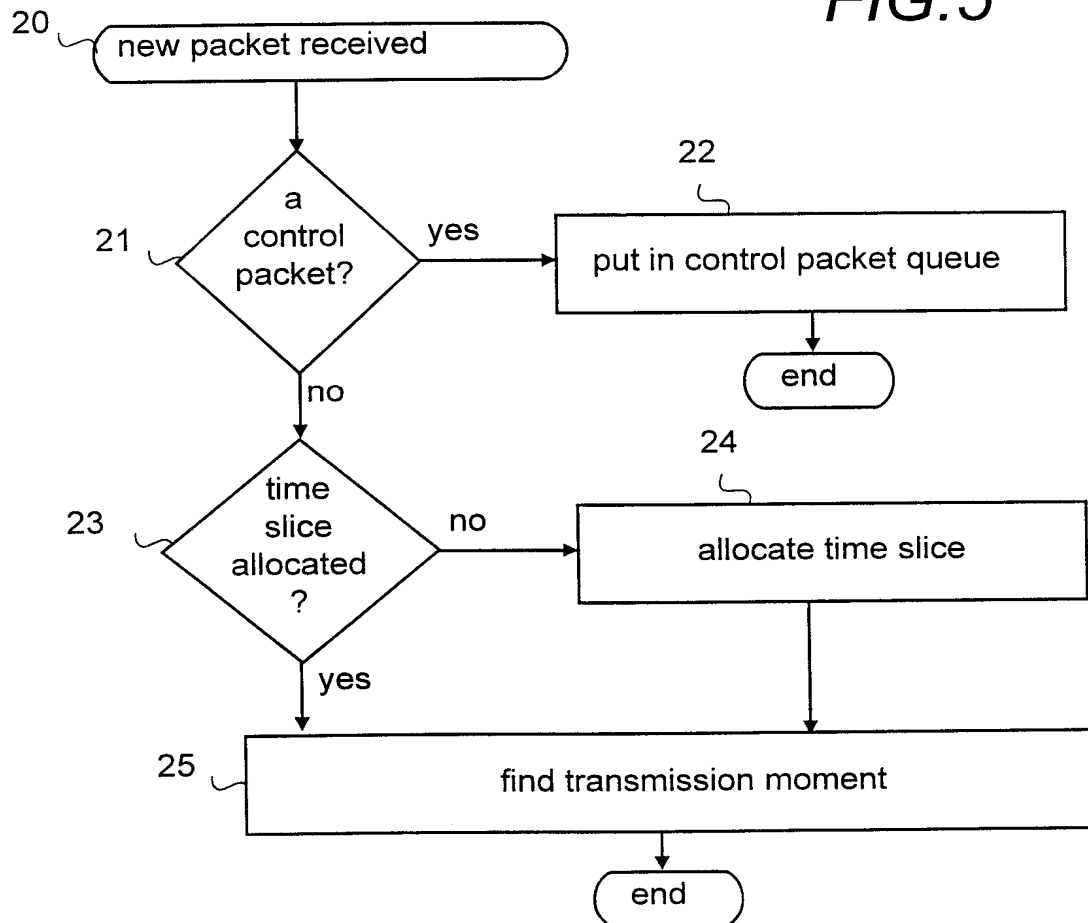 FIG.5
20
new packet received
21
a
control
packet?
yes
22
put in control packet queue
end
no
23
time
slice
allocated
?
no
24
allocate time slice
yes
25
find transmission moment
end